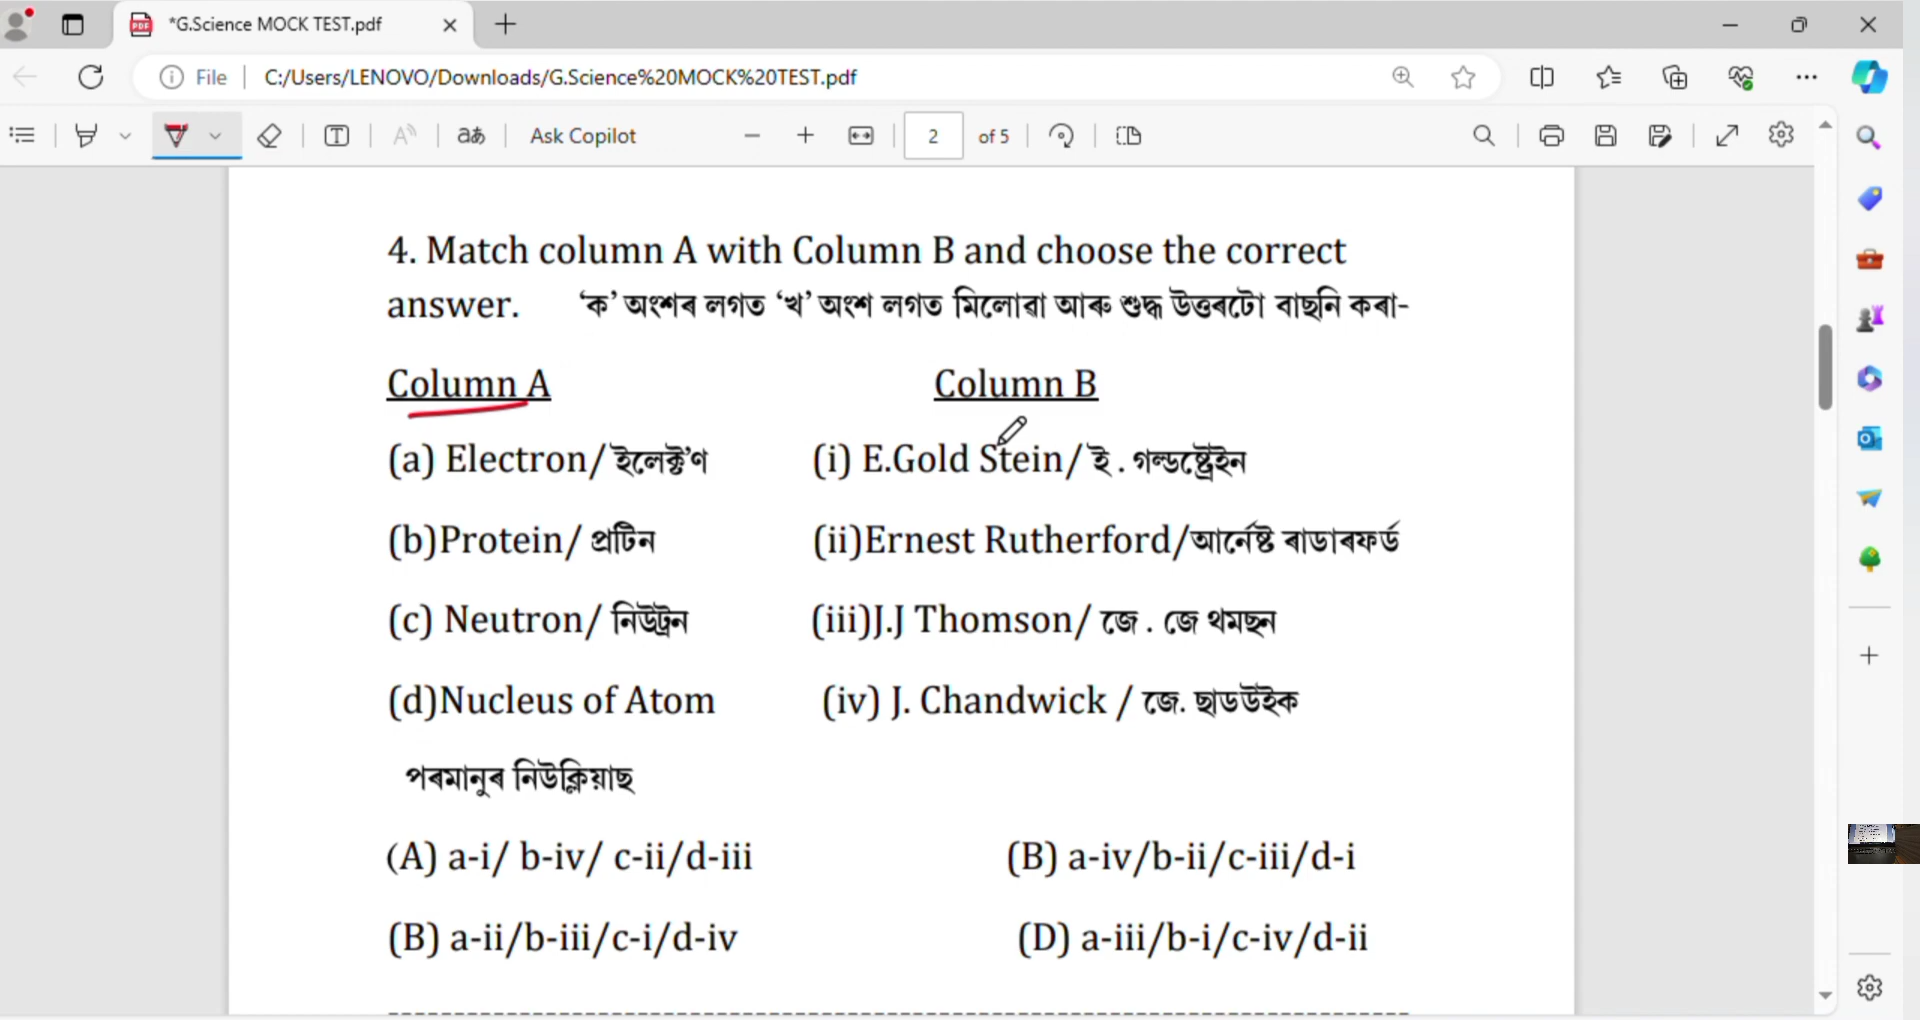 *G.Science MOCK TEST.pdf
File C:/Users/LENOVO/Downloads/G.Science%20MOCK%20TEST.pdf
Ask Copilot 2 of 5
4. Match column A with Column B and choose the correct
answer. ‘ক’ অংশৰ লগত ‘খ’ অংশ লগত মিলোৱা আৰু শুদ্ধ উত্তৰটো বাছনি কৰা-
Column A Column B
(a) Electron/ ইলেক্ট্ৰ’ণ (i) E.Gold Stein/ ই . গল্ডষ্ট্ৰেইন
(b)Protein/ প্ৰটিন (ii)Ernest Rutherford/আৰ্নেষ্ট ৰাডাৰফৰ্ড
(c) Neutron/ নিউট্ৰন (iii)J.J Thomson/ জে . জে থমছন
(d)Nucleus of Atom (iv) J. Chandwick / জে. ছাডউইক
পৰমানুৰ নিউক্লিয়াছ
(A) a-i/ b-iv/ c-ii/d-iii (B) a-iv/b-ii/c-iii/d-i
(B) a-ii/b-iii/c-i/d-iv (D) a-iii/b-i/c-iv/d-ii